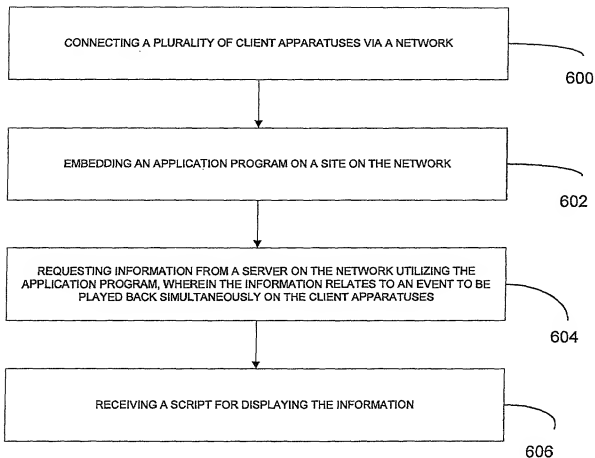 CONNECTING A PLURALITY OF CLIENT APPARATUSES VIA A NETWORK
600
EMBEDDING AN APPLICATION PROGRAM ON A SITE ON THE NETWORK
602
REQUESTING INFORMATION FROM A SERVER ON THE NETWORK UTILIZING THE
APPLICATION PROGRAM, WHEREIN THE INFORMATION RELATES TO AN EVENT TO BE
PLAYED BACK SIMULTANEOUSLY ON THE CLIENT APPARATUSES
604
RECEIVING A SCRIPT FOR DISPLAYING THE INFORMATION
606